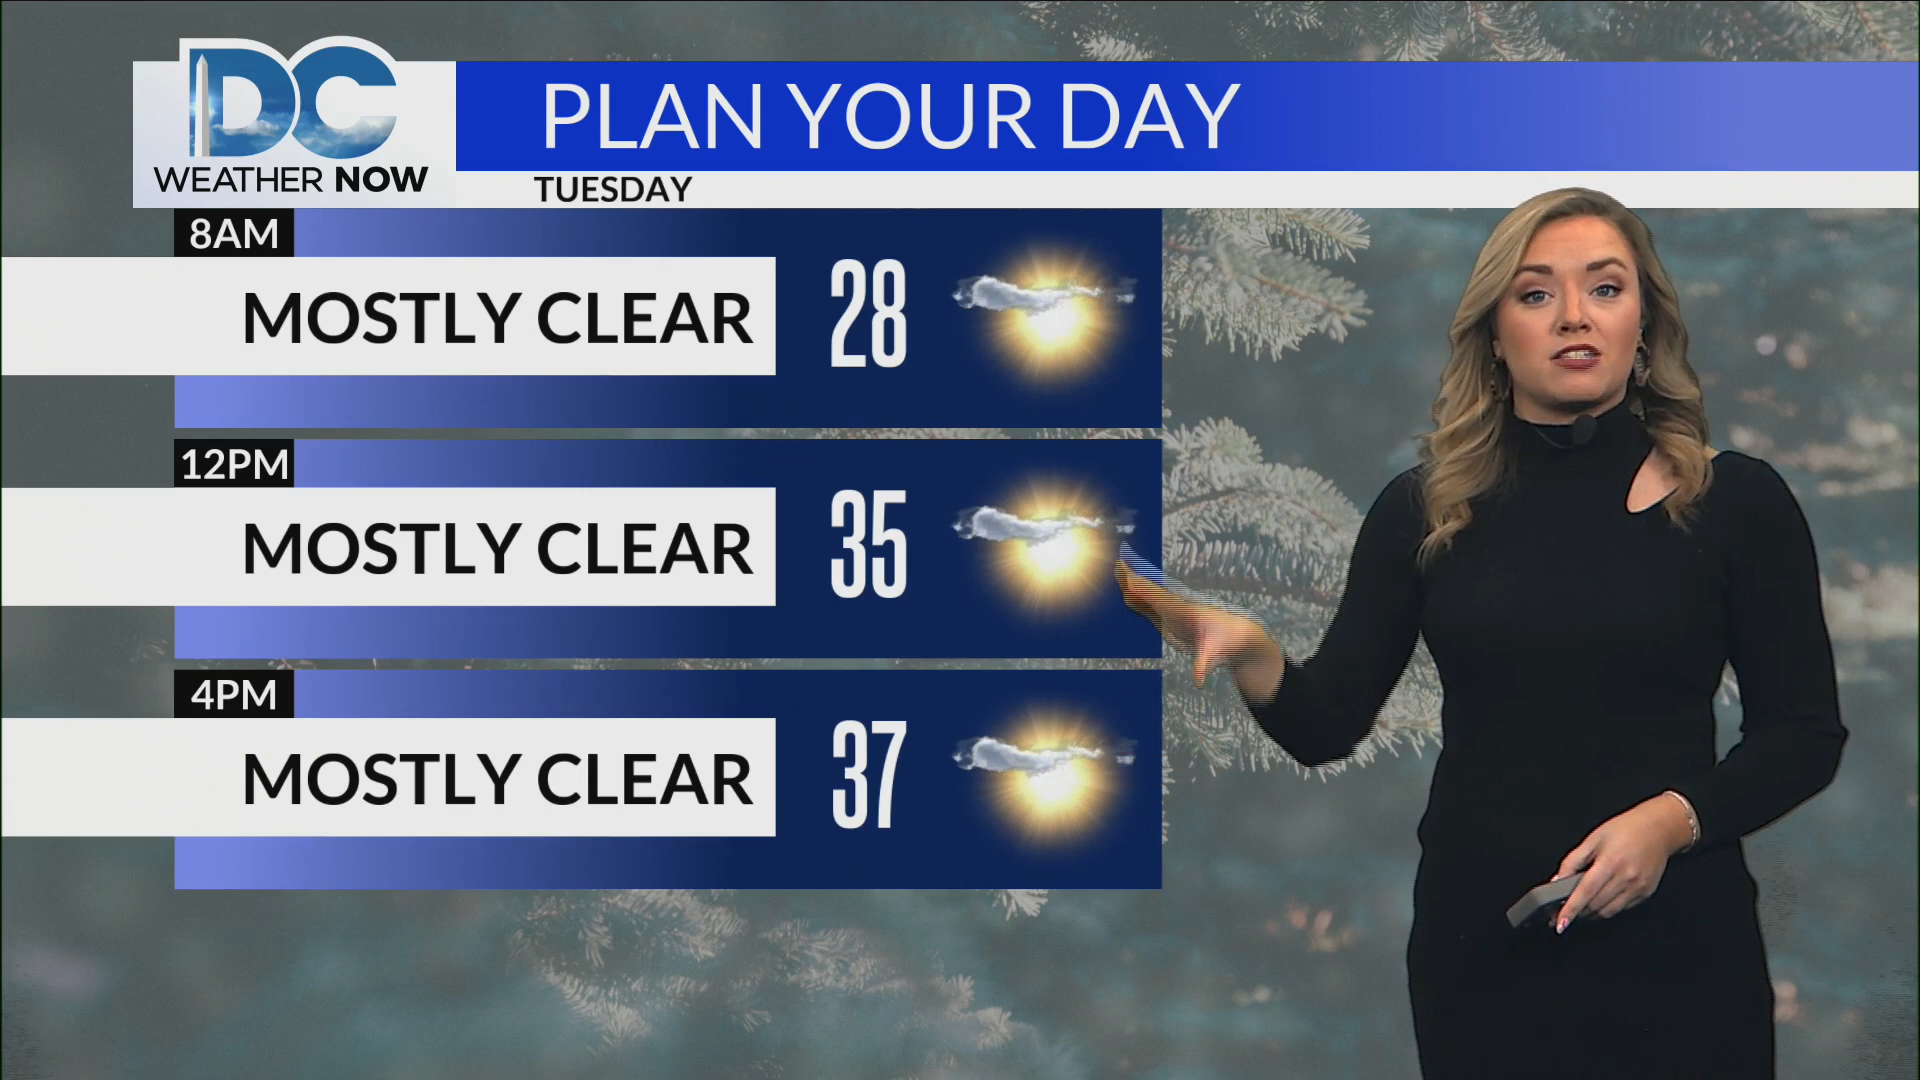 DC
WEATHER NOW
PLAN YOUR DAY
TUESDAY
8AM
MOSTLY CLEAR
28
12PM
MOSTLY CLEAR
35
4PM
MOSTLY CLEAR
37